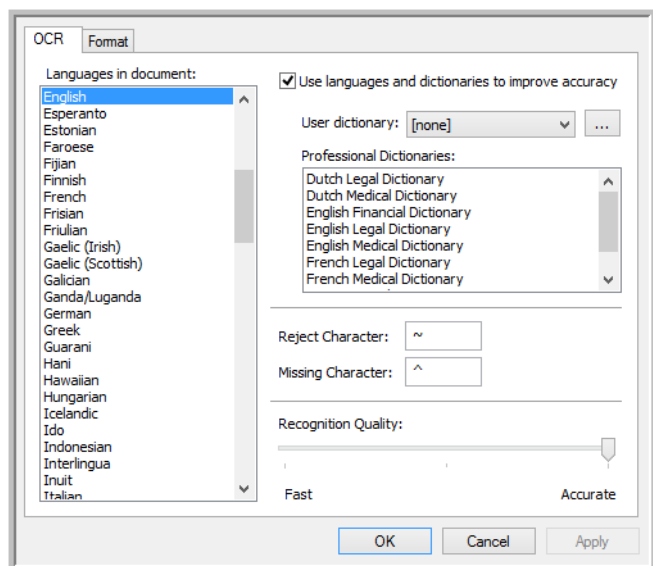 OCR
Format
Languages in document:
English
Esperanto
Estonian
Faroese
Fijian
Finnish
French
Frisian
Friulian
Gaelic (Irish)
Gaelic (Scottish)
Galician
Ganda/Luganda
German
Greek
Guarani
Hani
Hawaiian
Hungarian
Icelandic
Ido
Indonesian
Interlingua
Inuit
Italian
Use languages and dictionaries to improve accuracy
User dictionary: [none] ...
Professional Dictionaries:
Dutch Legal Dictionary
Dutch Medical Dictionary
English Financial Dictionary
English Legal Dictionary
English Medical Dictionary
French Legal Dictionary
French Medical Dictionary
Reject Character: ~
Missing Character: ^
Recognition Quality:
Fast Accurate
OK Cancel Apply